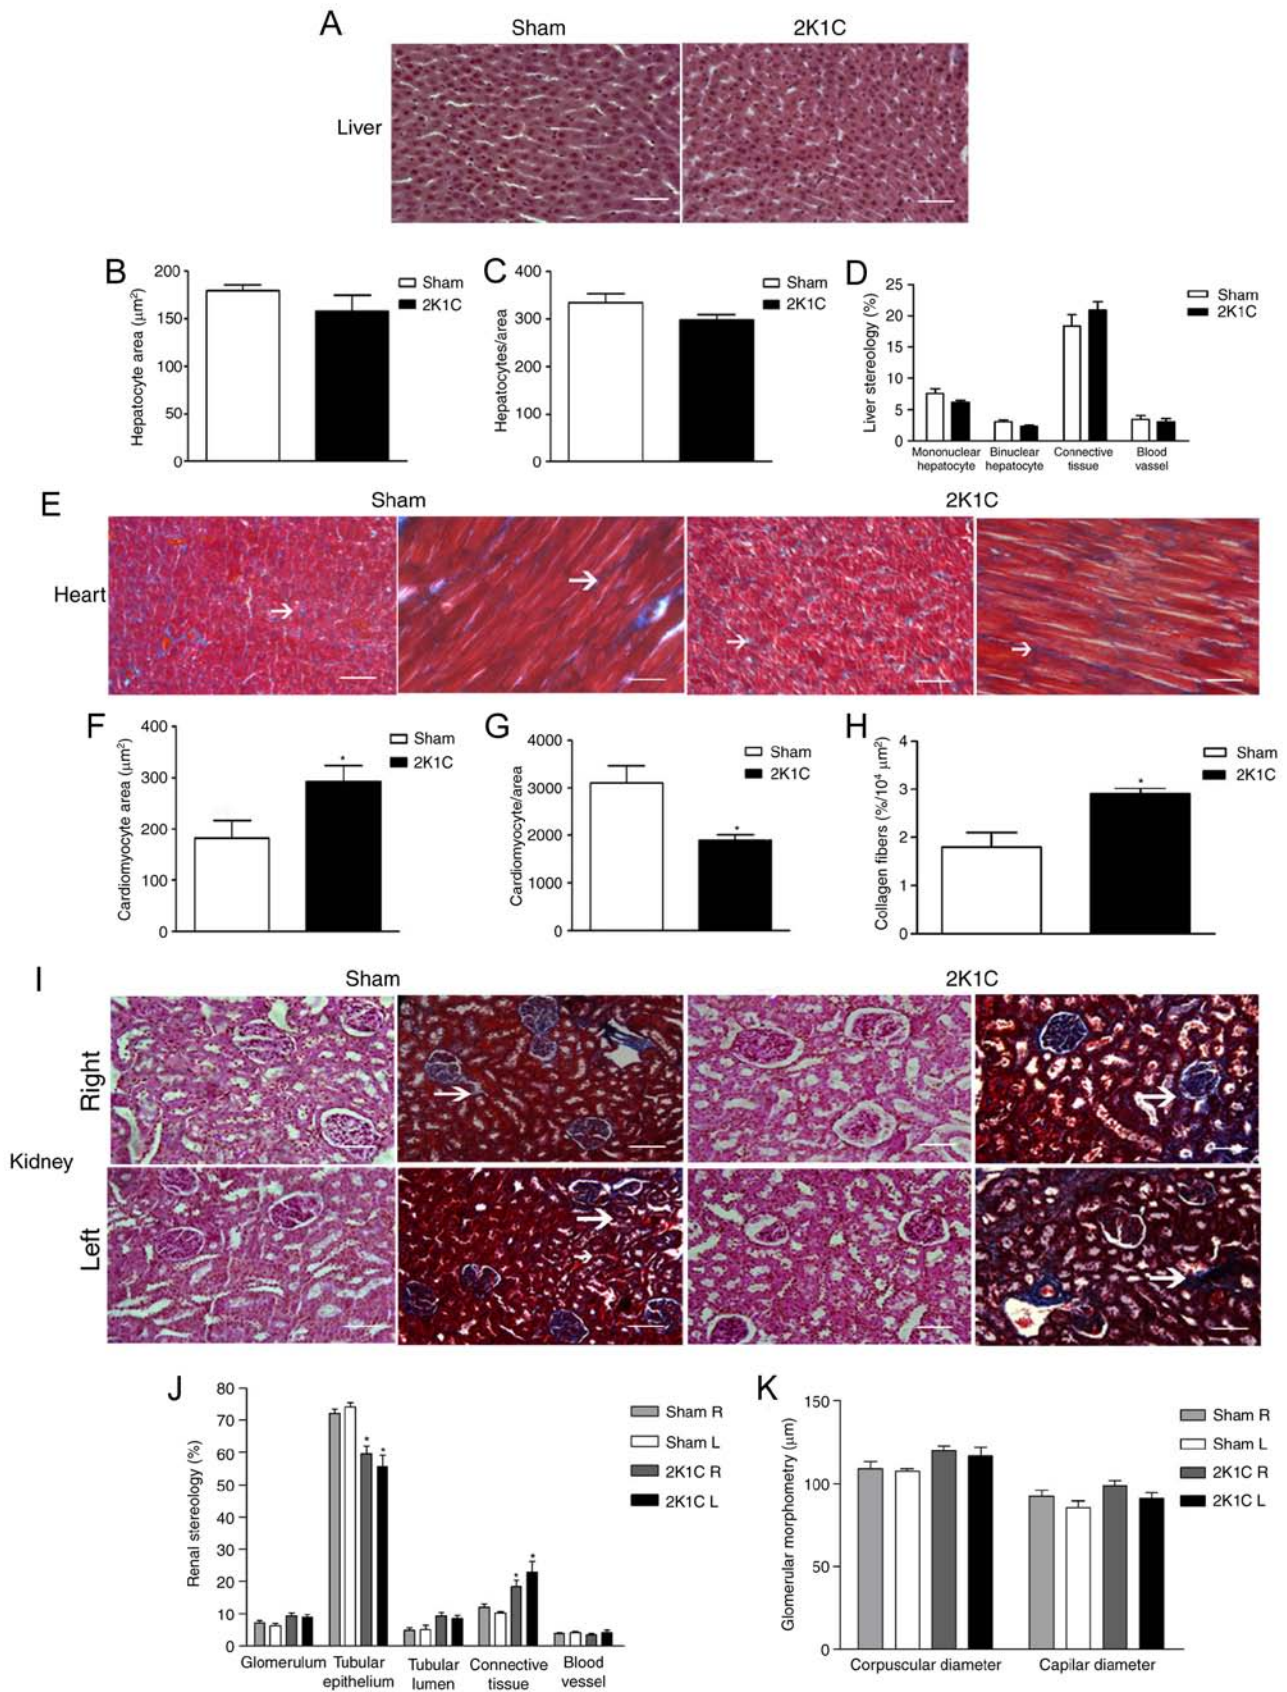 A
Sham 2K1C
Liver
B
Hepatocyte area (μm²)
200
150
100
50
0
Sham
2K1C
C
Hepatocytes/area
400
300
200
100
0
Sham
2K1C
D
Liver stereology (%)
25
20
15
10
5
0
Sham
2K1C
Mononuclear Binuclear Connective Blood
hepatocyte hepatocyte tissue vassel
E
Sham 2K1C
Heart
F
Cardiomyocyte area (μm²)
400
300
200
100
0
*
Sham
2K1C
G
Cardiomyocyte/area
4000
3000
2000
1000
0
*
Sham
2K1C
H
Collagen fibers (%/10⁴ μm²)
4
3
2
1
0
*
Sham
2K1C
I
Sham 2K1C
Right
Kidney
Left
J
Renal stereology (%)
80
70
60
50
40
30
20
10
0
* *
* *
Sham R
Sham L
2K1C R
2K1C L
Glomerulum Tubular Tubular Connective Blood
epithelium lumen tissue vessel
K
Glomerular morphometry (μm)
150
100
50
0
Sham R
Sham L
2K1C R
2K1C L
Corpuscular diameter Capilar diameter